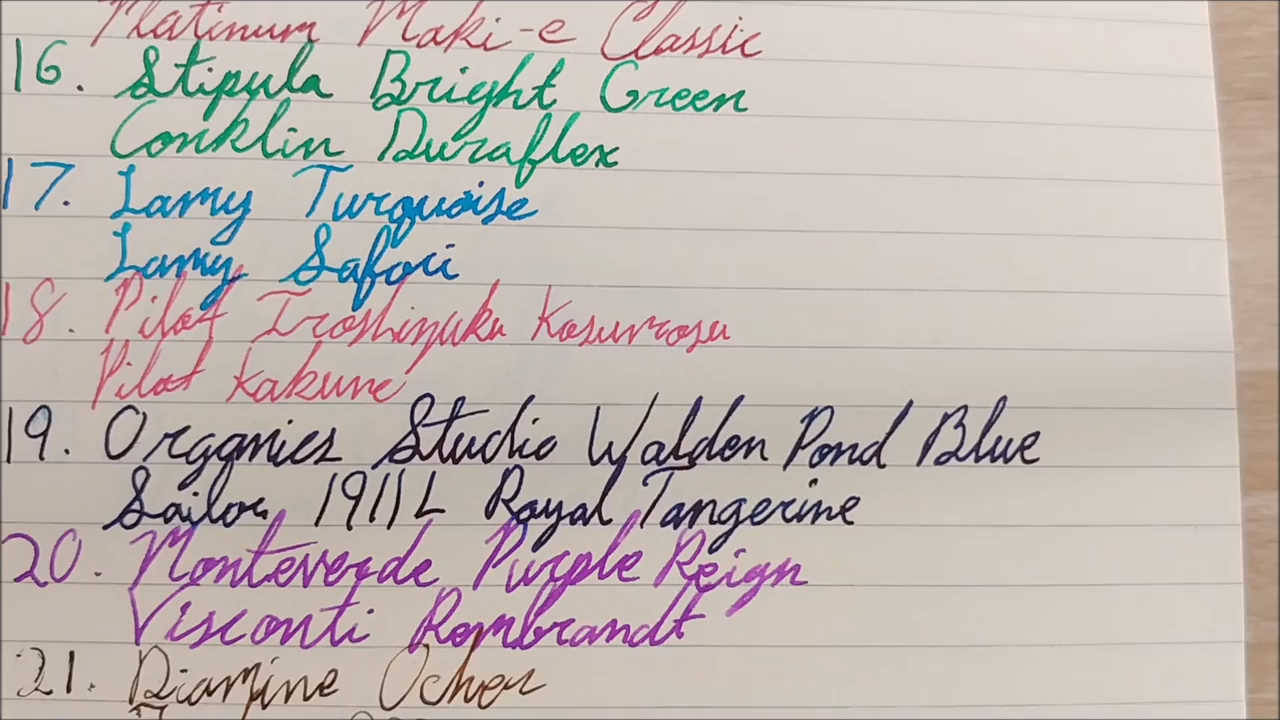 Platinum Maki-e Classic
16. Stipula Bright Green
Conklin Duraflex
17. Lamy Turquoise
Lamy Safari
18. Pilot Iroshizuku Kosumosu
Pilot Kakuno
19. Organics Studio Walden Pond Blue
Sailor 1911L Royal Tangerine
20. Monteverde Purple Reign
Visconti Rembrandt
21. Diamine Ocher